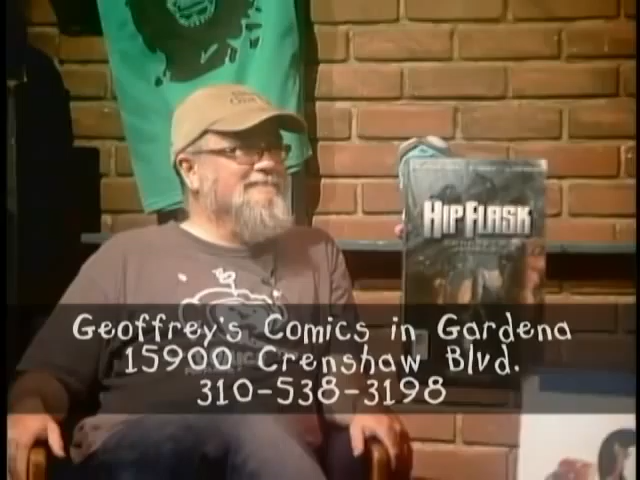 HIP FLASK
Geoffrey's Comics in Gardena
15900 Crenshaw Blvd.
310-538-3198